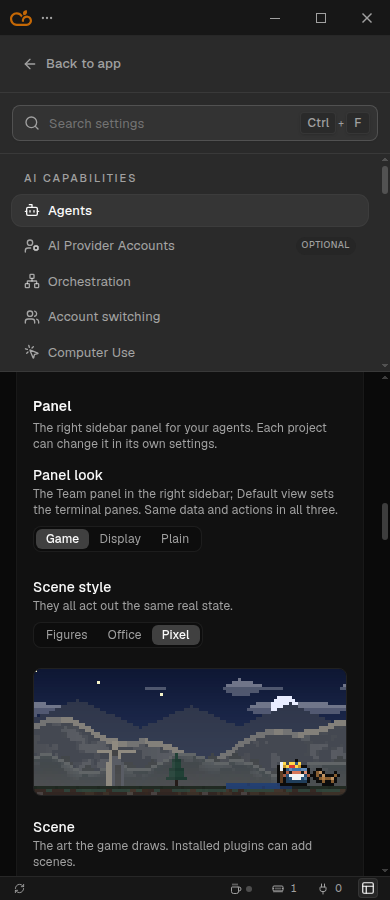 Back to app
Search settings Ctrl + F
AI CAPABILITIES
Agents
AI Provider Accounts OPTIONAL
Orchestration
Account switching
Computer Use
Panel
The right sidebar panel for your agents. Each project
can change it in its own settings.
Panel look
The Team panel in the right sidebar; Default view sets
the terminal panes. Same data and actions in all three.
Game Display Plain
Scene style
They all act out the same real state.
Figures Office Pixel
Scene
The art the game draws. Installed plugins can add
scenes.
1 0